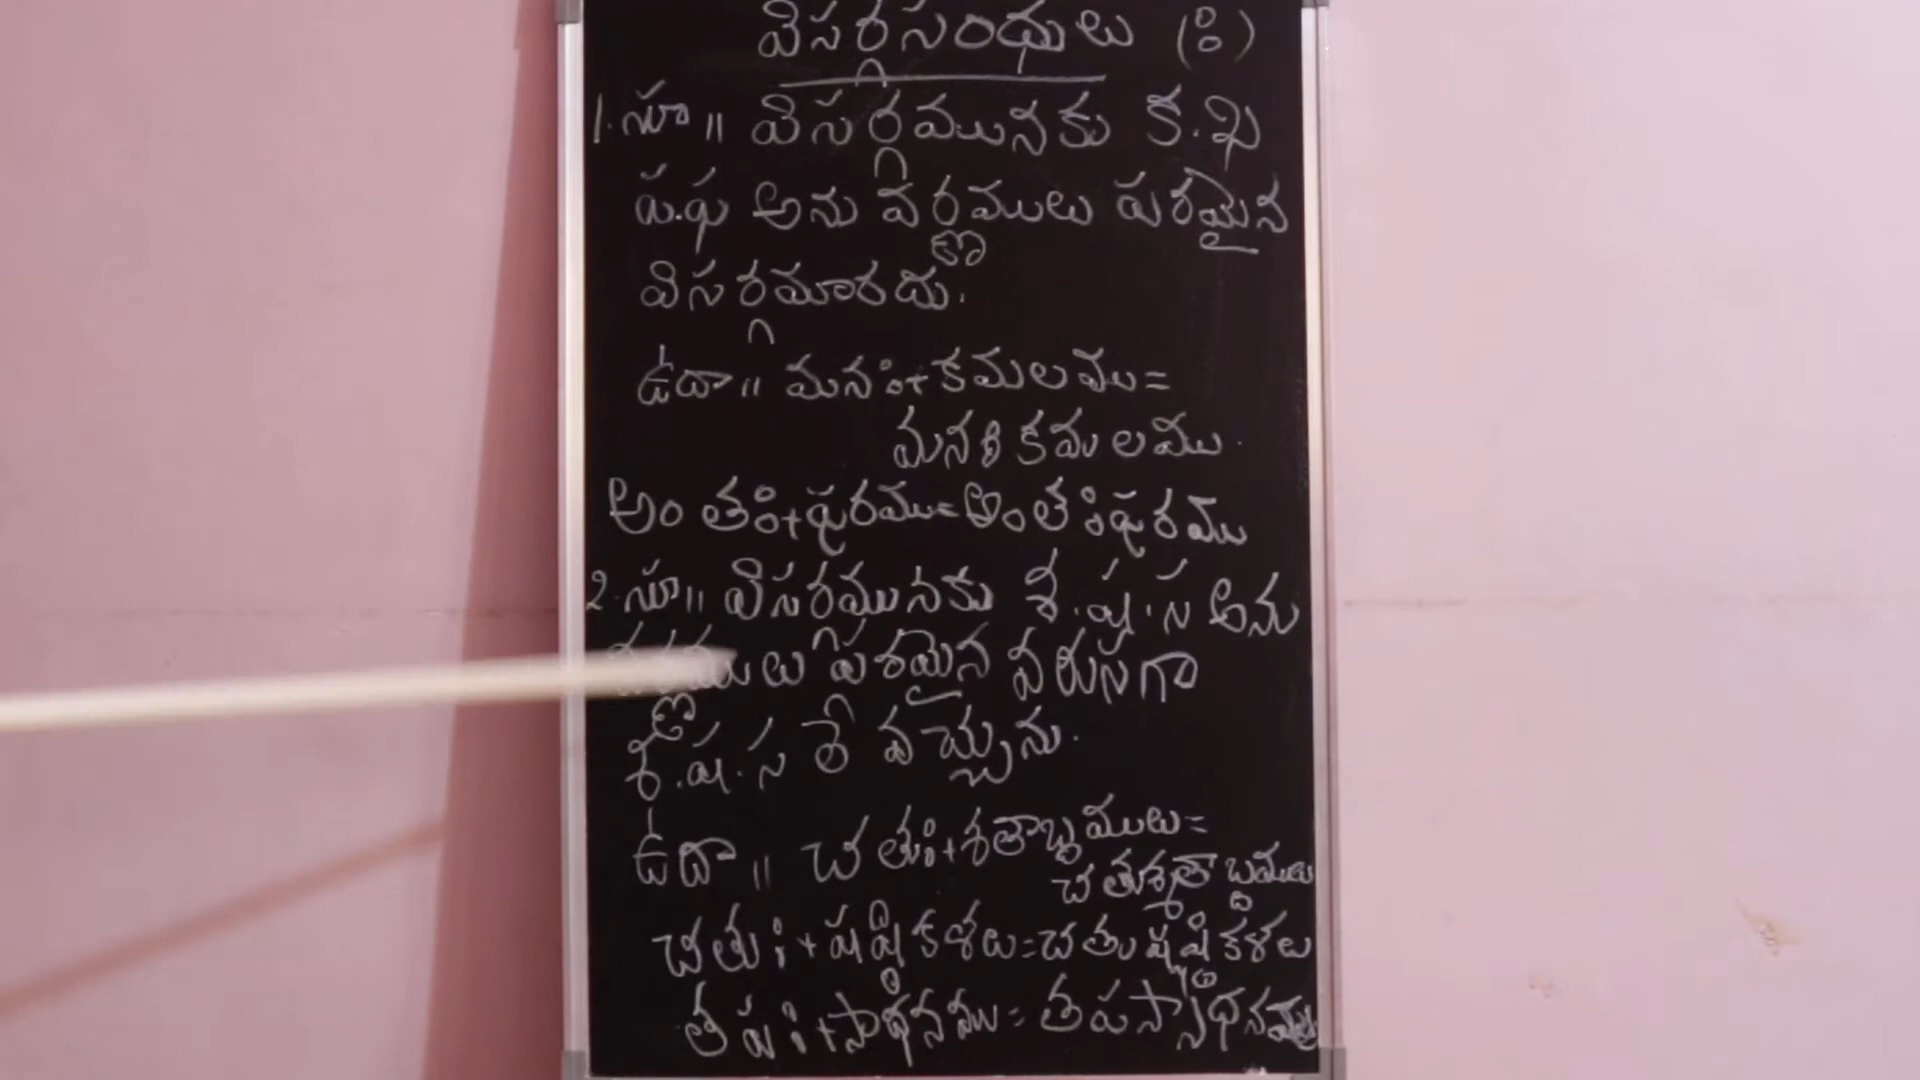 విసర్గసంధులు (ః)
1. సూ॥ విసర్గమునకు క.ఖ
ప.ఫ అను వర్ణములు పరమైన
విసర్గమారదు.
ఉదా॥ మనః+కమలము=
మనఃకమలము.
అంతః+పురము=అంతఃపురము
2. సూ॥ విసర్గమునకు శ.ష.స అను
వర్ణములు పరమైన వరుసగా
శ.ష.స లే వచ్చును.
ఉదా॥ చతుః+శతాబ్దములు=
చతుశ్శతాబ్దములు
చతుః+షష్ఠికళలు=చతుష్షష్ఠికళలు
తపః+సాధనము=తపస్సాధనము